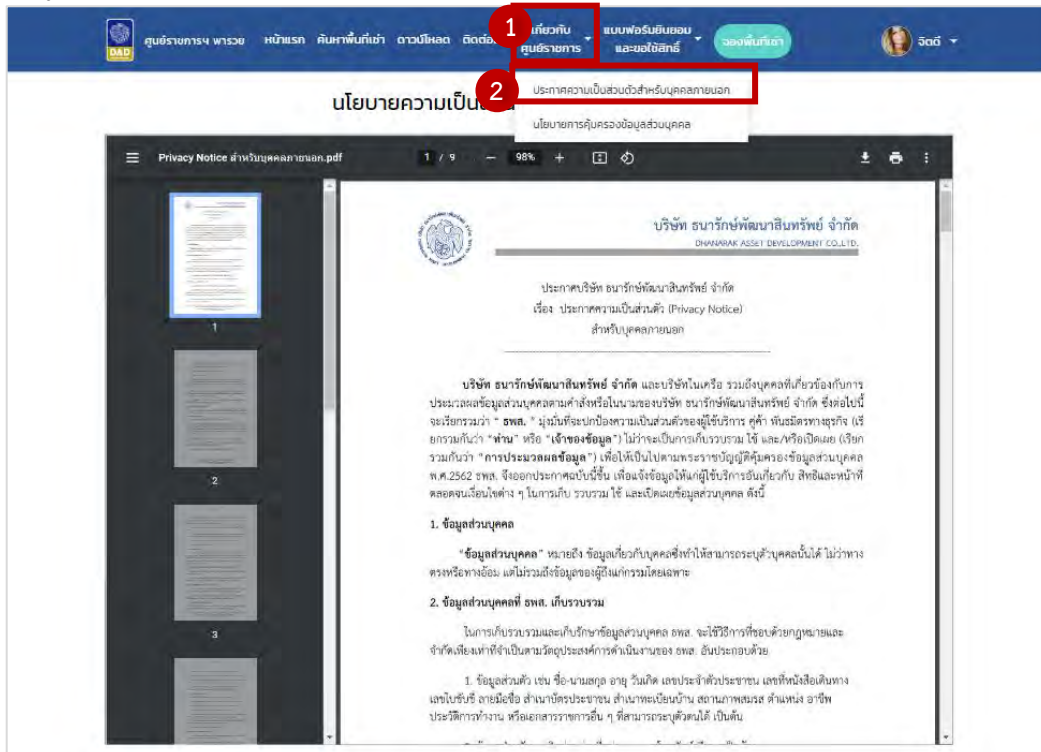 1
DAD
ศูนย์ราชการฯ พารวย หน้าแรก ค้นหาพื้นที่เช่า ดาวน์โหลด
เกี่ยวกับ
ศูนย์ราชการ
แบบฟอร์มยินยอม
และขอใช้สิทธิ์
จองพื้นที่เช่า
จิตติ
2
ประกาศความเป็นส่วนตัวสำหรับบุคคลภายนอก
นโยบายการคุ้มครองข้อมูลส่วนบุคคล
Privacy Notice สำหรับบุคคลภายนอก.pdf 1 / 9 − 98% +
บริษัท ธนารักษ์พัฒนาสินทรัพย์ จำกัด
DHANARAK ASSET DEVELOPMENT CO.,LTD.
ประกาศบริษัท ธนารักษ์พัฒนาสินทรัพย์ จำกัด
เรื่อง ประกาศความเป็นส่วนตัว (Privacy Notice)
สำหรับบุคคลภายนอก
บริษัท ธนารักษ์พัฒนาสินทรัพย์ จำกัด และบริษัทในเครือ รวมถึงบุคคลที่เกี่ยวข้องกับการ
ประมวลผลข้อมูลส่วนบุคคลตามคำสั่งหรือในนามของบริษัท ธนารักษ์พัฒนาสินทรัพย์ จำกัด ซึ่งต่อไปนี้
จะเรียกรวมว่า " ธพส. " มุ่งมั่นที่จะปกป้องความเป็นส่วนตัวของผู้ใช้บริการ คู่ค้า พันธมิตรทางธุรกิจ (เรี
ยกรวมกันว่า "ท่าน" หรือ "เจ้าของข้อมูล") ไม่ว่าจะเป็นการเก็บรวบรวม ใช้ และ/หรือเปิดเผย (เรียก
รวมกันว่า "การประมวลผลข้อมูล") เพื่อให้เป็นไปตามพระราชบัญญัติคุ้มครองข้อมูลส่วนบุคคล
พ.ศ.2562 ธพส. จึงออกประกาศฉบับนี้ขึ้น เพื่อแจ้งข้อมูลให้แก่ผู้ใช้บริการอันเกี่ยวกับ สิทธิและหน้าที่
ตลอดจนเงื่อนไขต่าง ๆ ในการเก็บ รวบรวม ใช้ และเปิดเผยข้อมูลส่วนบุคคล ดังนี้
1. ข้อมูลส่วนบุคคล
"ข้อมูลส่วนบุคคล" หมายถึง ข้อมูลเกี่ยวกับบุคคลซึ่งทำให้สามารถระบุตัวบุคคลนั้นได้ ไม่ว่าทาง
ตรงหรือทางอ้อม แต่ไม่รวมถึงข้อมูลของผู้ถึงแก่กรรมโดยเฉพาะ
2. ข้อมูลส่วนบุคคลที่ ธพส. เก็บรวบรวม
ในการเก็บรวบรวมและเก็บรักษาข้อมูลส่วนบุคคล ธพส. จะใช้วิธีการที่ชอบด้วยกฎหมายและ
จำกัดเพียงเท่าที่จำเป็นตามวัตถุประสงค์การดำเนินงานของ ธพส. อันประกอบด้วย
1. ข้อมูลส่วนตัว เช่น ชื่อ-นามสกุล อายุ วันเกิด เลขประจำตัวประชาชน เลขที่หนังสือเดินทาง
เลขใบขับขี่ ลายมือชื่อ สำเนาบัตรประชาชน สำเนาทะเบียนบ้าน สถานภาพสมรส ตำแหน่ง อาชีพ
ประวัติการทำงาน หรือเอกสารราชการอื่น ๆ ที่สามารถระบุตัวตนได้ เป็นต้น
1
2
3